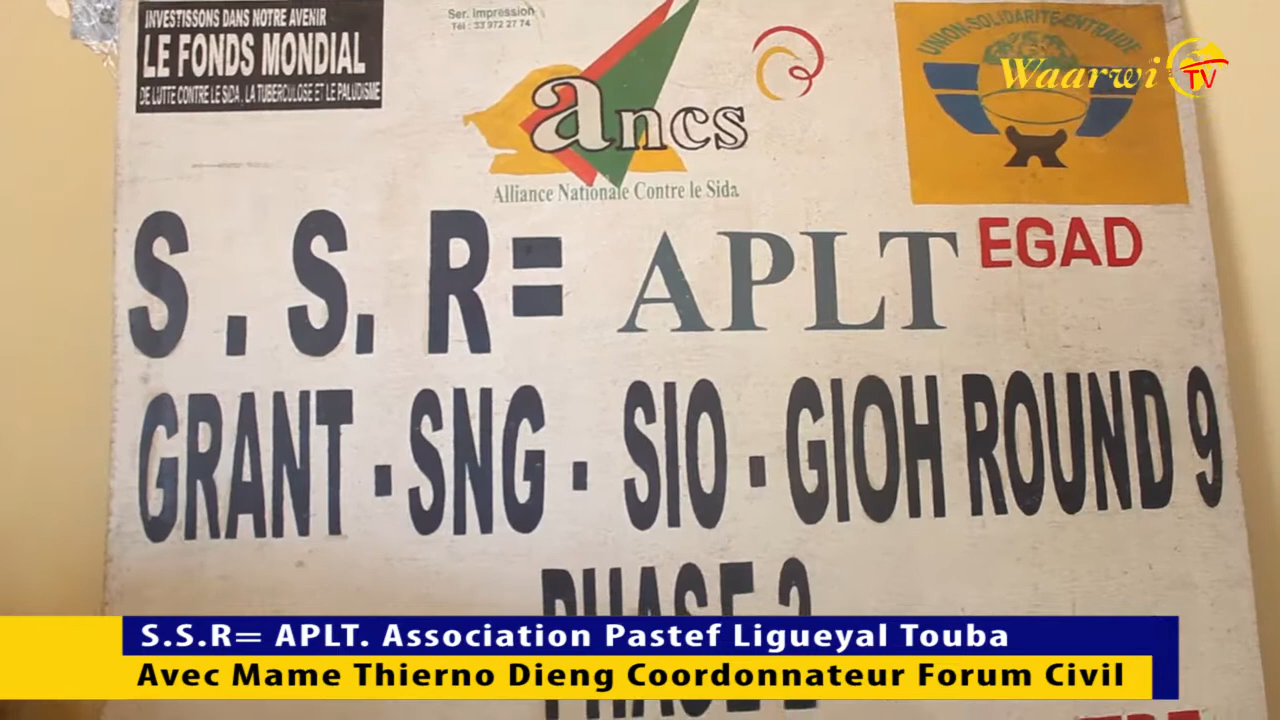 INVESTISSONS DANS NOTRE AVENIR
LE FONDS MONDIAL
DE LUTTE CONTRE LE SIDA, LA TUBERCULOSE ET LE PALUDISME
Ser. Impression
Tél : 33 972 27 74
ancs
Alliance Nationale Contre le Sida
UNION-SOLIDARITE-ENTRAIDE
Waarwi TV
S . S. R = APLT EGAD
GRANT - SNG - SIO - GIOH ROUND 9
PHASE 2
S.S.R= APLT. Association Pastef Ligueyal Touba
Avec Mame Thierno Dieng Coordonnateur Forum Civil